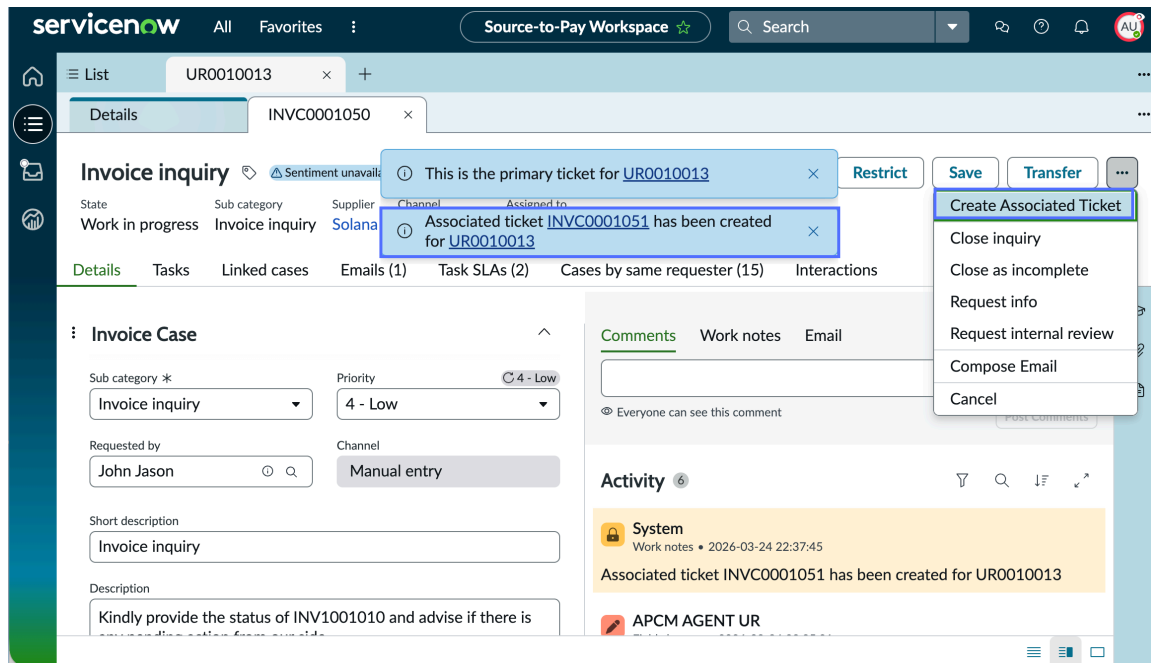 servicenow All Favorites Source-to-Pay Workspace Search AU
List UR0010013
Details INVC0001050
Invoice inquiry Sentiment unavaila This is the primary ticket for UR0010013 Restrict Save Transfer
State Sub category Supplier Channel Assigned to
Work in progress Invoice inquiry Solana
Associated ticket INVC0001051 has been created
for UR0010013
Create Associated Ticket
Close inquiry
Close as incomplete
Request info
Request internal review
Compose Email
Cancel
Details Tasks Linked cases Emails (1) Task SLAs (2) Cases by same requester (15) Interactions
Invoice Case
Sub category Priority 4 - Low
Invoice inquiry 4 - Low
Requested by Channel
John Jason Manual entry
Short description
Invoice inquiry
Description
Kindly provide the status of INV1001010 and advise if there is
Comments Work notes Email
Everyone can see this comment
Post Comments
Activity 6
System
Work notes • 2026-03-24 22:37:45
Associated ticket INVC0001051 has been created for UR0010013
APCM AGENT UR